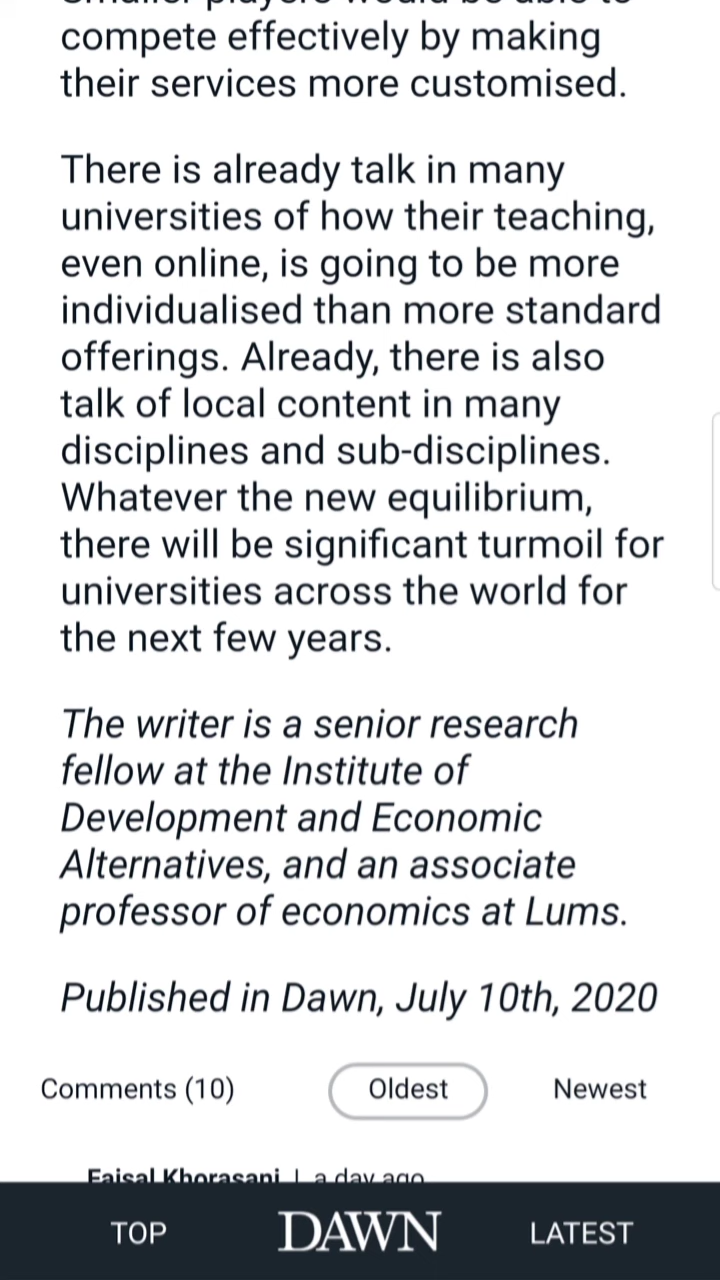 compete effectively by making
their services more customised.
There is already talk in many
universities of how their teaching,
even online, is going to be more
individualised than more standard
offerings. Already, there is also
talk of local content in many
disciplines and sub-disciplines.
Whatever the new equilibrium,
there will be significant turmoil for
universities across the world for
the next few years.
The writer is a senior research
fellow at the Institute of
Development and Economic
Alternatives, and an associate
professor of economics at Lums.
Published in Dawn, July 10th, 2020
Comments (10) Oldest Newest
Faisal Khorasani | a day ago
TOP DAWN LATEST